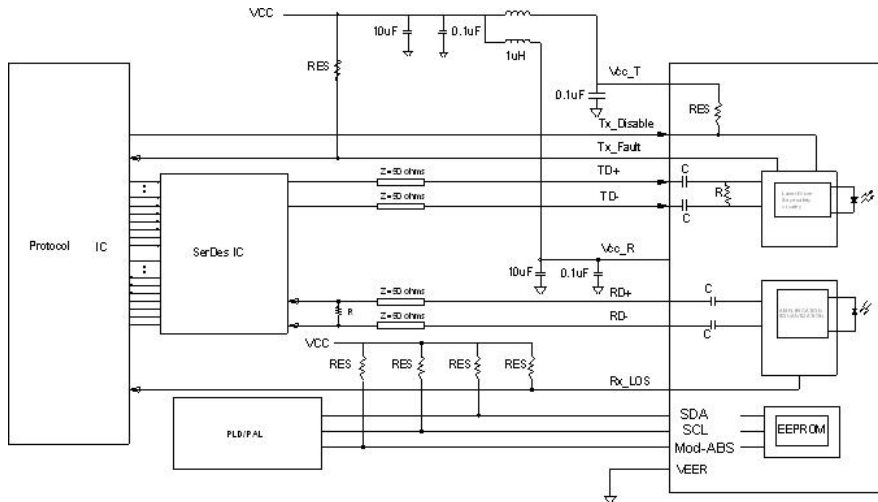 VCC
10uF
0.1uF
RES
1uH
Vcc_T
0.1uF
RES
Tx_Disable
Tx_Fault
Z=50 ohms
TD+
C
Z=50 ohms
TD-
C
R
Protocol IC
SerDes IC
Vcc_R
10uF
0.1uF
Z=50 ohms
RD+
C
R
Z=50 ohms
RD-
C
VCC
RES
RES
RES
RES
Rx_LOS
PLD/PAL
SDA
SCL
Mod-ABS
VEER
EEPROM